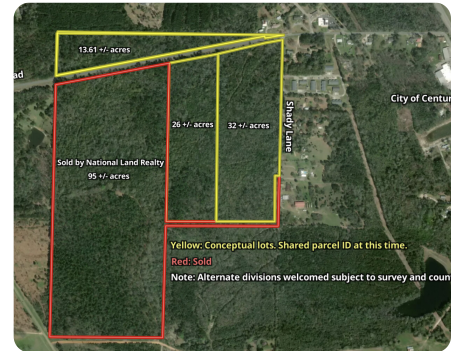 13.61 +/- acres
ad
City of Centur
Shady Lane
26 +/- acres
32 +/- acres
Sold by National Land Realty
95 +/- acres
Yellow: Conceptual lots. Shared parcel ID at this time.
Red: Sold
Note: Alternate divisions welcomed subject to survey and coun